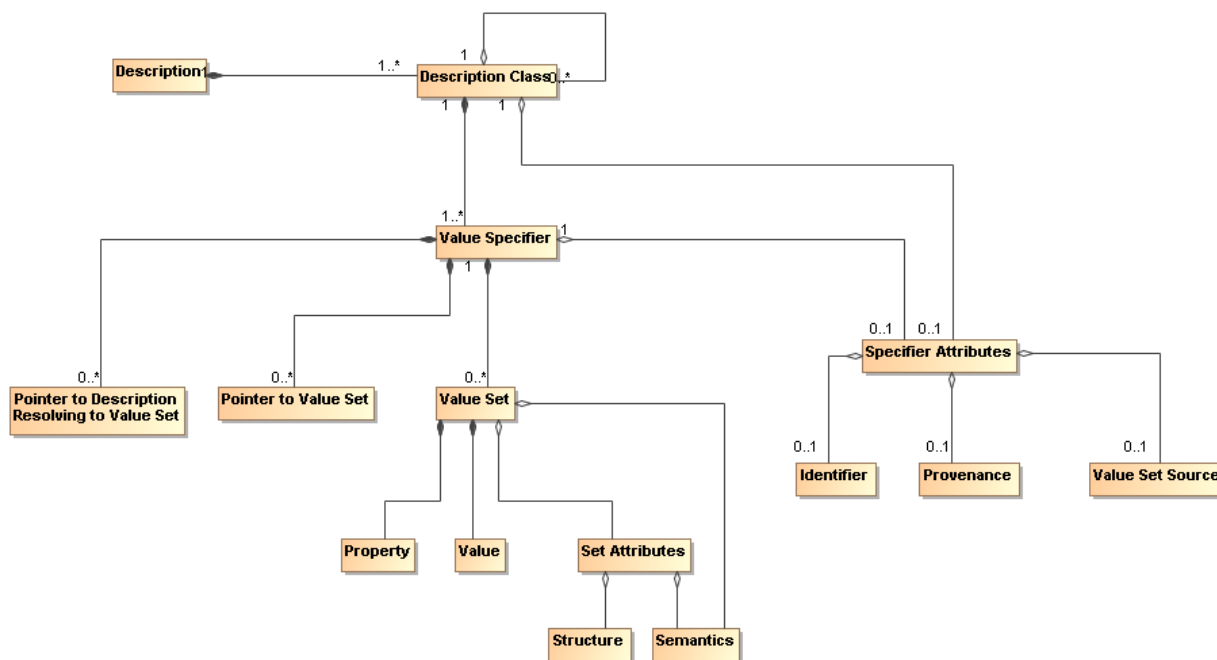 1
Description
1
1..*
1
Description Class
0..*
1
1
1..*
Value Specifier
1
1
0..1
0..1
Specifier Attributes
0..*
Pointer to Description
Resolving to Value Set
0..*
Pointer to Value Set
0..*
Value Set
0..1
Identifier
0..1
Provenance
0..1
Value Set Source
Property
Value
Set Attributes
Structure
Semantics